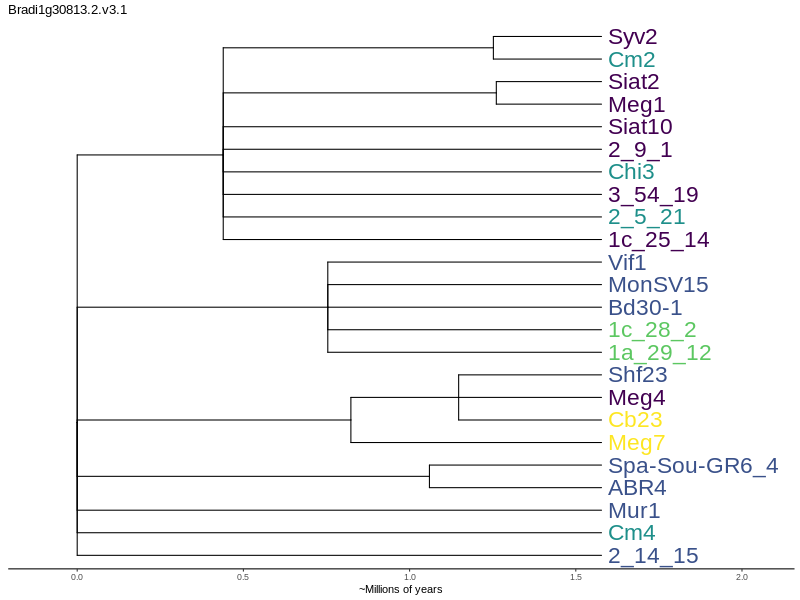 Bradi1g30813.2.v3.1
Syv2
Cm2
Siat2
Meg1
Siat10
2_9_1
Chi3
3_54_19
2_5_21
1c_25_14
Vif1
MonSV15
Bd30-1
1c_28_2
1a_29_12
Shf23
Meg4
Cb23
Meg7
Spa-Sou-GR6_4
ABR4
Mur1
Cm4
2_14_15
0.0 0.5 1.0 1.5 2.0
~Millions of years